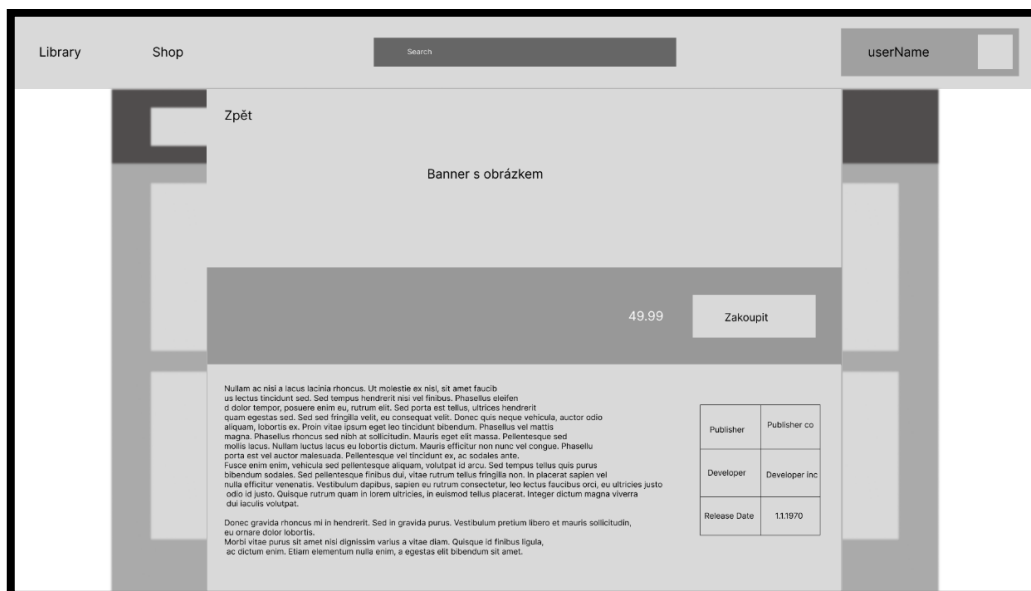 Library
Shop
Search
userName
Zpět
Banner s obrázkem
49.99
Zakoupit
Nullam ac nisi a lacus lacinia rhoncus. Ut molestie ex nisl, sit amet faucib
us lectus tincidunt sed. Sed tempus hendrerit nisi vel finibus. Phasellus eleifen
d dolor tempor, posuere enim eu, rutrum elit. Sed porta est tellus, ultrices hendrerit
quam egestas sed. Sed sed fringilla velit, eu consequat velit. Donec quis neque vehicula, auctor odio
aliquam, lobortis ex. Proin vitae ipsum eget leo tincidunt bibendum. Phasellus vel mattis
magna. Phasellus rhoncus sed nibh at sollicitudin. Mauris eget elit massa. Pellentesque sed
mollis lacus. Nullam luctus lacus eu lobortis dictum. Mauris efficitur non nunc vel congue. Phasellu
porta est vel auctor malesuada. Pellentesque vel tincidunt ex, ac sodales ante.
Fusce enim enim, vehicula sed pellentesque aliquam, volutpat id arcu. Sed tempus tellus quis purus
bibendum sodales. Sed pellentesque finibus dui, vitae rutrum tellus fringilla non. In placerat sapien vel
nulla efficitur venenatis. Vestibulum dapibus, sapien eu rutrum consectetur, leo lectus faucibus orci, eu ultricies justo
odio id justo. Quisque rutrum quam in lorem ultricies, in euismod tellus placerat. Integer dictum magna viverra
dui iaculis volutpat.
Donec gravida rhoncus mi in hendrerit. Sed in gravida purus. Vestibulum pretium libero et mauris sollicitudin,
eu ornare dolor lobortis.
Morbi vitae purus sit amet nisi dignissim varius a vitae diam. Quisque id finibus ligula,
ac dictum enim. Etiam elementum nulla enim, a egestas elit bibendum sit amet.
Publisher
Publisher co
Developer
Developer inc
Release Date
1.1.1970